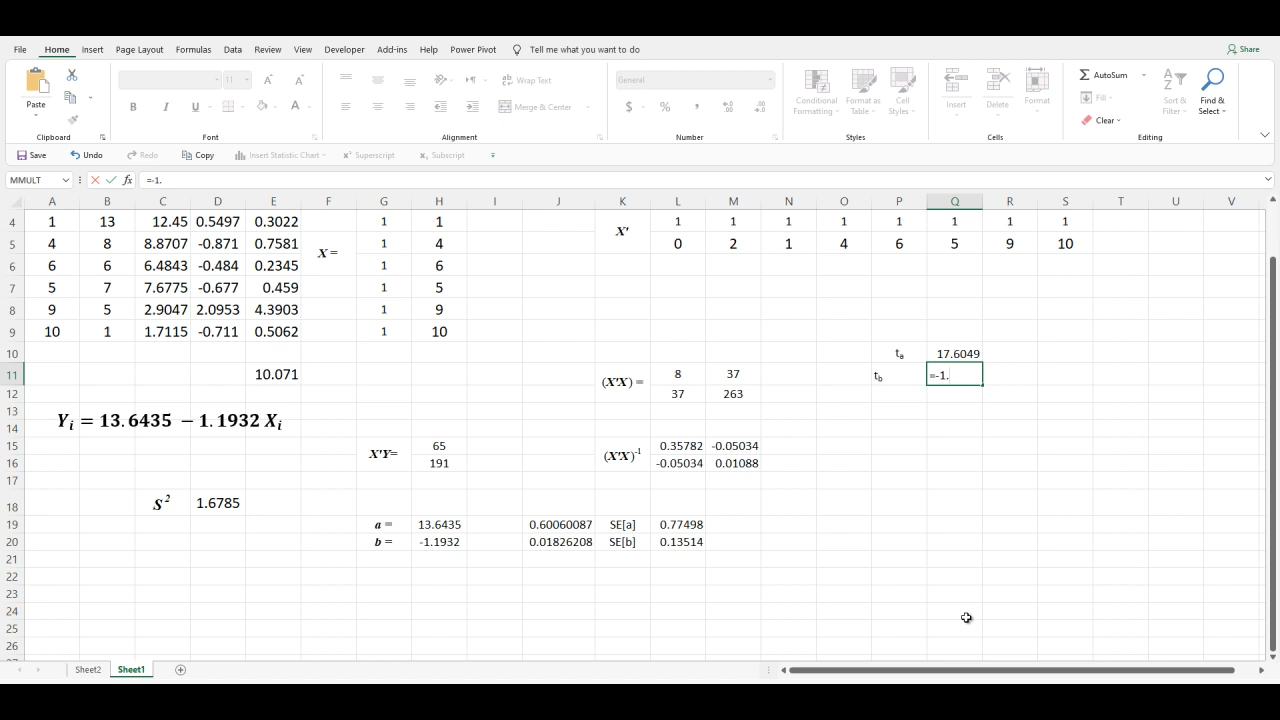 File Home Insert Page Layout Formulas Data Review View Developer Add-ins Help Power Pivot Tell me what you want to do Share
Paste
11 A A
B I U A
Wrap Text
Merge & Center
General
$ % ,
Conditional Formatting
Format as Table
Cell Styles
Insert Delete Format
AutoSum
Fill
Clear
Sort & Filter
Find & Select
Clipboard Font Alignment Number Styles Cells Editing
Save Undo Redo Copy Insert Statistic Chart x² Superscript x₂ Subscript
MMULT fx =-1.
A B C D E F G H I J K L M N O P Q R S T U V
4 1 13 12.45 0.5497 0.3022 1 1 X' 1 1 1 1 1 1 1 1
5 4 8 8.8707 -0.871 0.7581 X = 1 4 0 2 1 4 6 5 9 10
6 6 6 6.4843 -0.484 0.2345 1 6
7 5 7 7.6775 -0.677 0.459 1 5
8 9 5 2.9047 2.0953 4.3903 1 9
9 10 1 1.7115 -0.711 0.5062 1 10
10 tₐ 17.6049
11 10.071 (X'X) = 8 37 t_b =-1.
12 37 263
13 Yᵢ = 13.6435 − 1.1932 Xᵢ
14
15 X'Y= 65 (X'X)⁻¹ 0.35782 -0.05034
16 191 -0.05034 0.01088
17
18 S² 1.6785
19 a = 13.6435 0.60060087 SE[a] 0.77498
20 b = -1.1932 0.01826208 SE[b] 0.13514
21
22
23
24
25
26
Sheet2 Sheet1